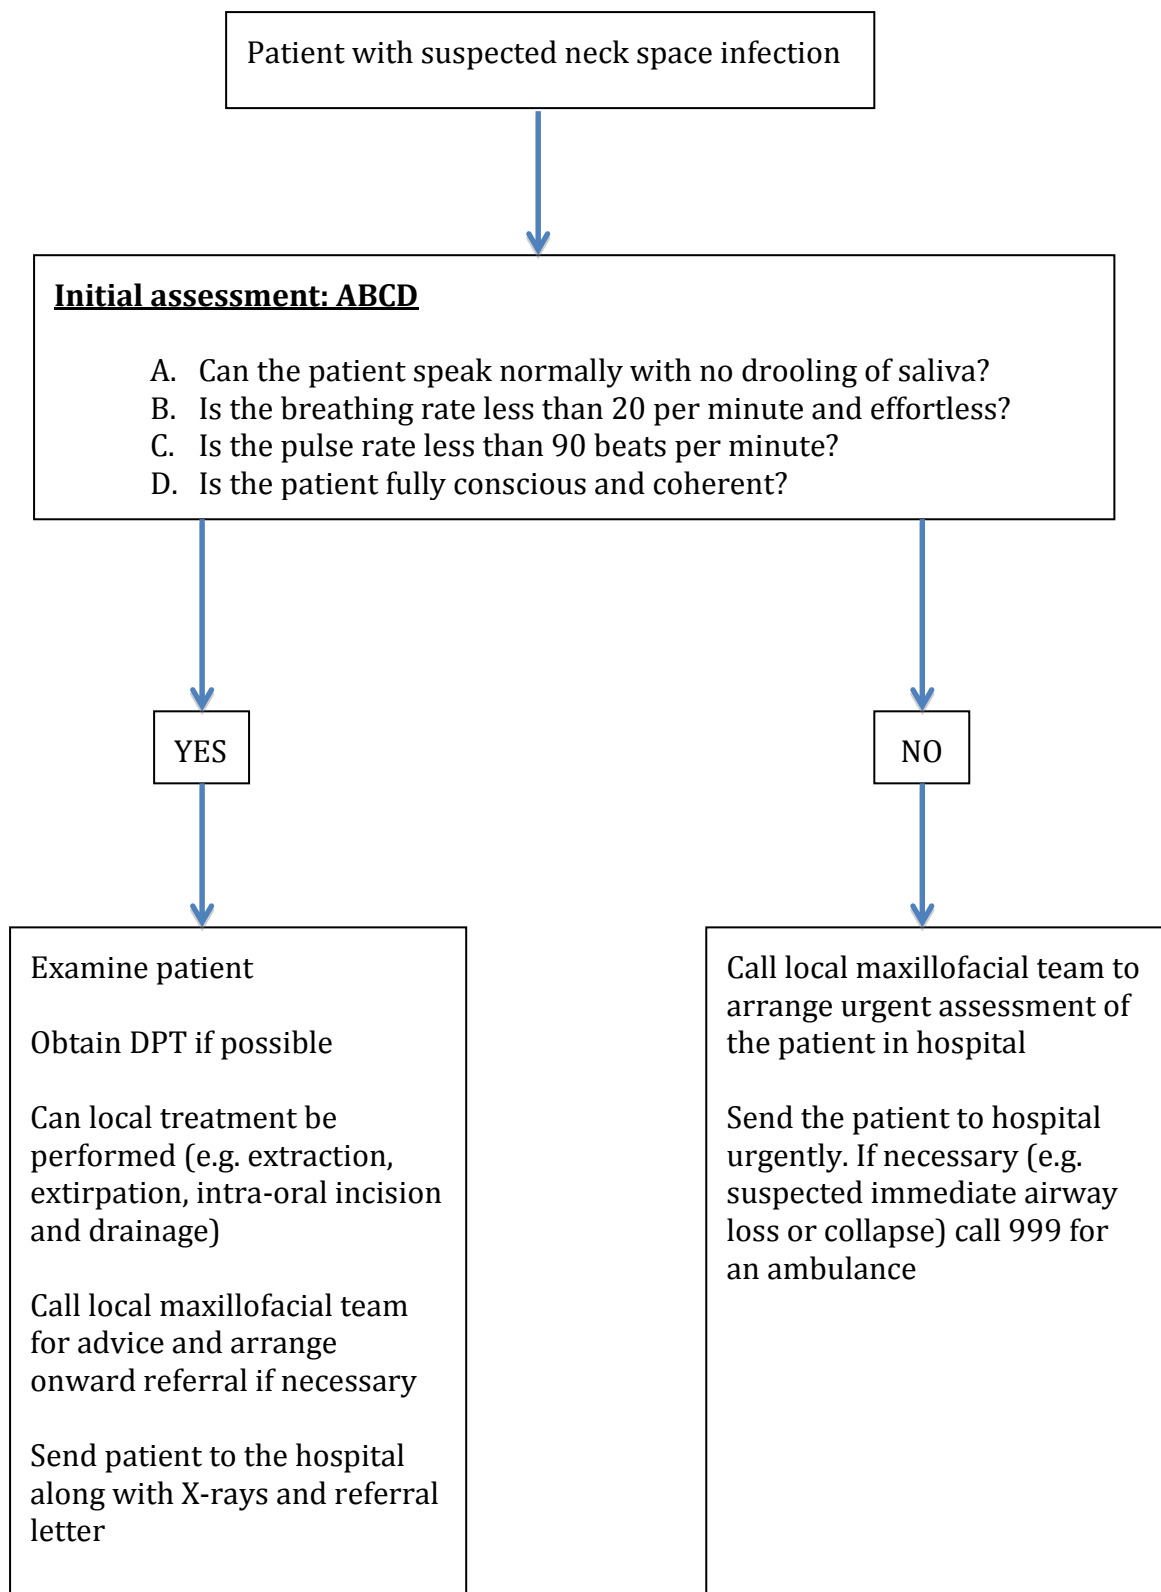 Patient with suspected neck space infection
Initial assessment: ABCD
A. Can the patient speak normally with no drooling of saliva?
B. Is the breathing rate less than 20 per minute and effortless?
C. Is the pulse rate less than 90 beats per minute?
D. Is the patient fully conscious and coherent?
YES
NO
Examine patient
Obtain DPT if possible
Can local treatment be
performed (e.g. extraction,
extirpation, intra-oral incision
and drainage)
Call local maxillofacial team
for advice and arrange
onward referral if necessary
Send patient to the hospital
along with X-rays and referral
letter
Call local maxillofacial team to
arrange urgent assessment of
the patient in hospital
Send the patient to hospital
urgently. If necessary (e.g.
suspected immediate airway
loss or collapse) call 999 for
an ambulance